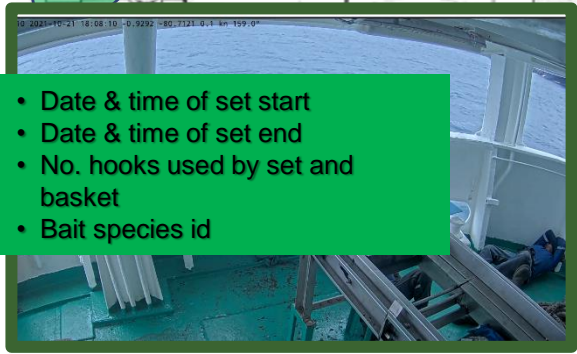 2021-10-21 18:08:10 -0.9292 -80.7121 0.1 kn 159.0°
• Date & time of set start
• Date & time of set end
• No. hooks used by set and
basket
• Bait species id